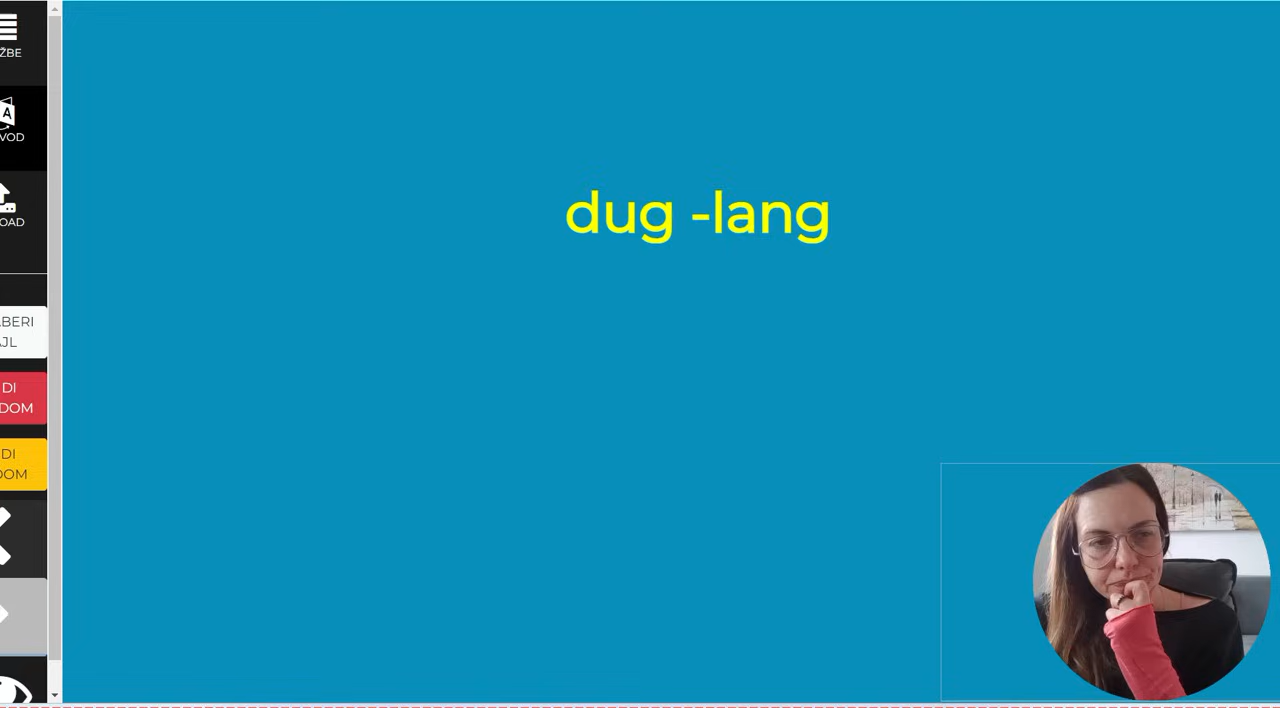 ŽBE
VOD
OAD
dug -lang
BERI
JL
DI
DOM
DI
DOM